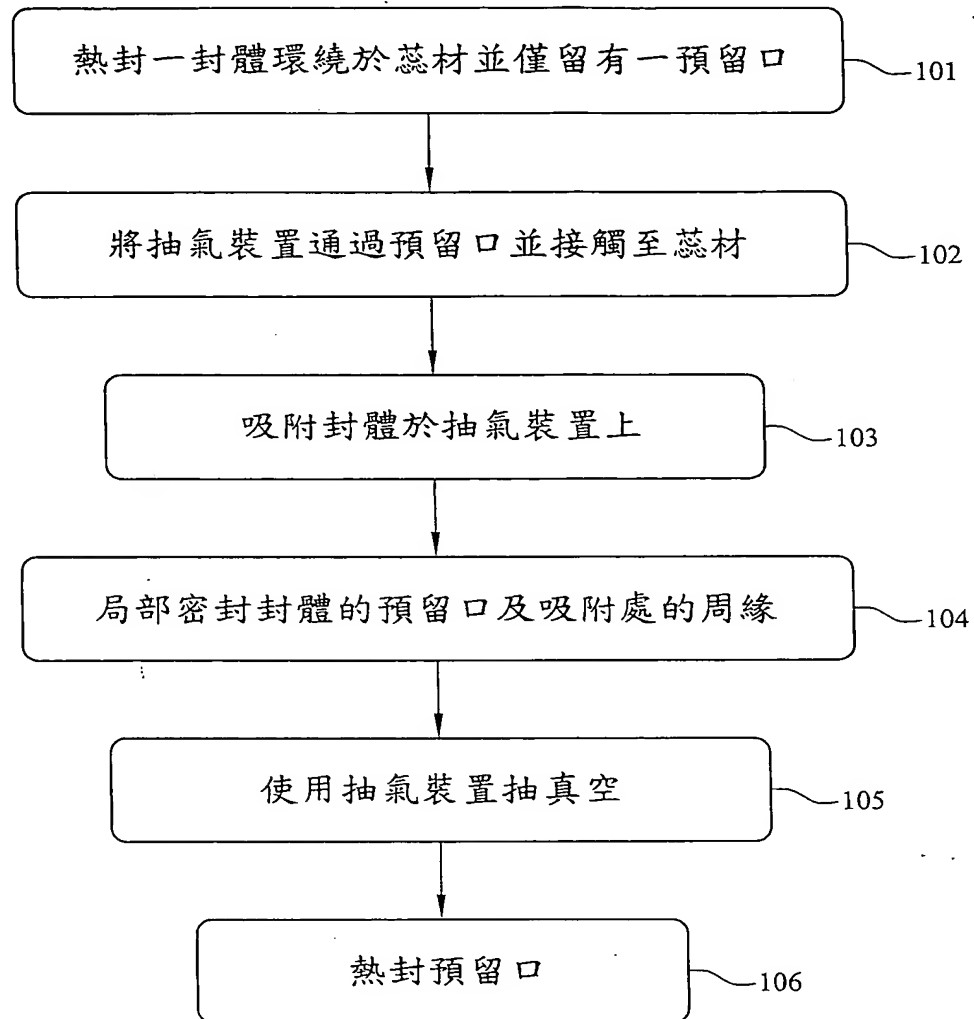 熱封一封體環繞於蕊材並僅留有一預留口
101
將抽氣裝置通過預留口並接觸至蕊材
102
吸附封體於抽氣裝置上
103
局部密封封體的預留口及吸附處的周緣
104
使用抽氣裝置抽真空
105
熱封預留口
106